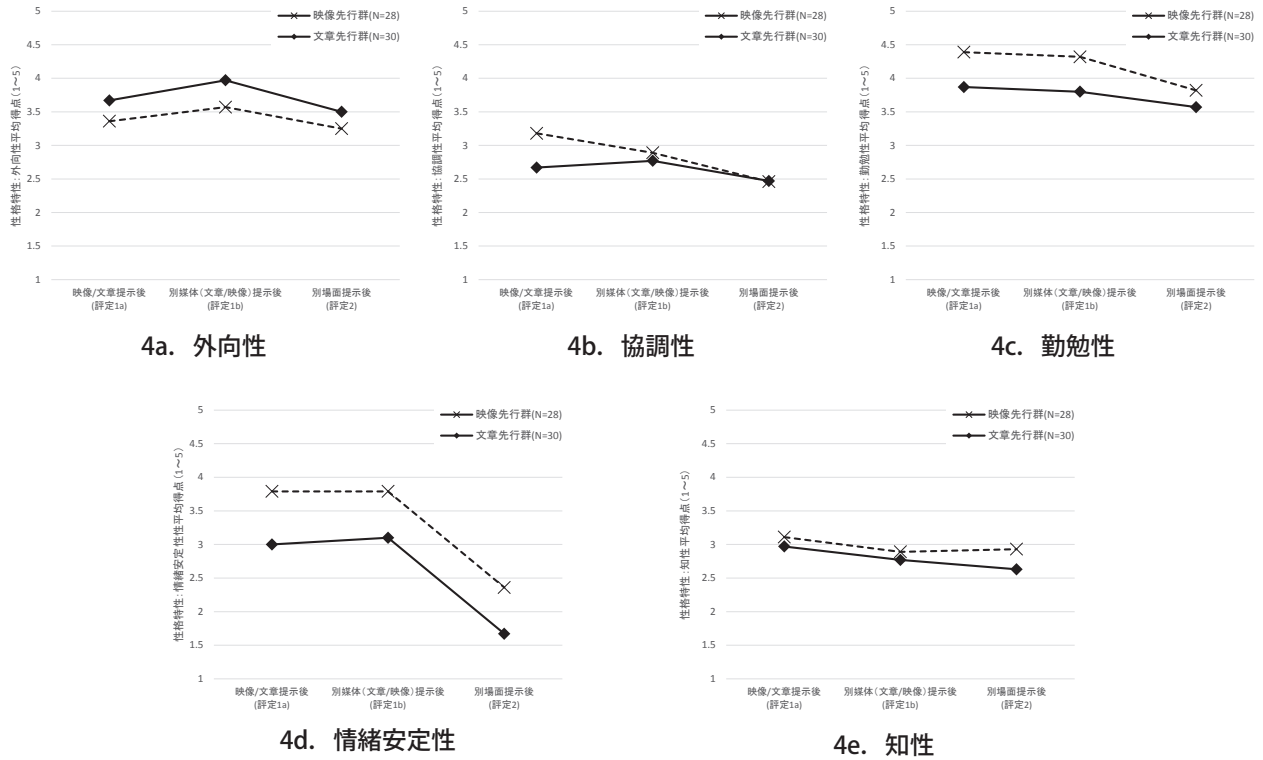 性格特性:外向性平均得点(1〜5)
5
4.5
4
3.5
3
2.5
2
1.5
1
映像先行群(N=28)
文章先行群(N=30)
映像/文章提示後
(評定1a)
別媒体(文章/映像)提示後
(評定1b)
別場面提示後
(評定2)
4a. 外向性
性格特性:協調性平均得点(1〜5)
5
4.5
4
3.5
3
2.5
2
1.5
1
映像先行群(N=28)
文章先行群(N=30)
映像/文章提示後
(評定1a)
別媒体(文章/映像)提示後
(評定1b)
別場面提示後
(評定2)
4b. 協調性
性格特性:勤勉性平均得点(1〜5)
5
4.5
4
3.5
3
2.5
2
1.5
1
映像先行群(N=28)
文章先行群(N=30)
映像/文章提示後
(評定1a)
別媒体(文章/映像)提示後
(評定1b)
別場面提示後
(評定2)
4c. 勤勉性
性格特性:情緒安定性性平均得点(1〜5)
5
4.5
4
3.5
3
2.5
2
1.5
1
映像先行群(N=28)
文章先行群(N=30)
映像/文章提示後
(評定1a)
別媒体(文章/映像)提示後
(評定1b)
別場面提示後
(評定2)
4d. 情緒安定性
性格特性:知性平均得点(1〜5)
5
4.5
4
3.5
3
2.5
2
1.5
1
映像先行群(N=28)
文章先行群(N=30)
映像/文章提示後
(評定1a)
別媒体(文章/映像)提示後
(評定1b)
別場面提示後
(評定2)
4e. 知性